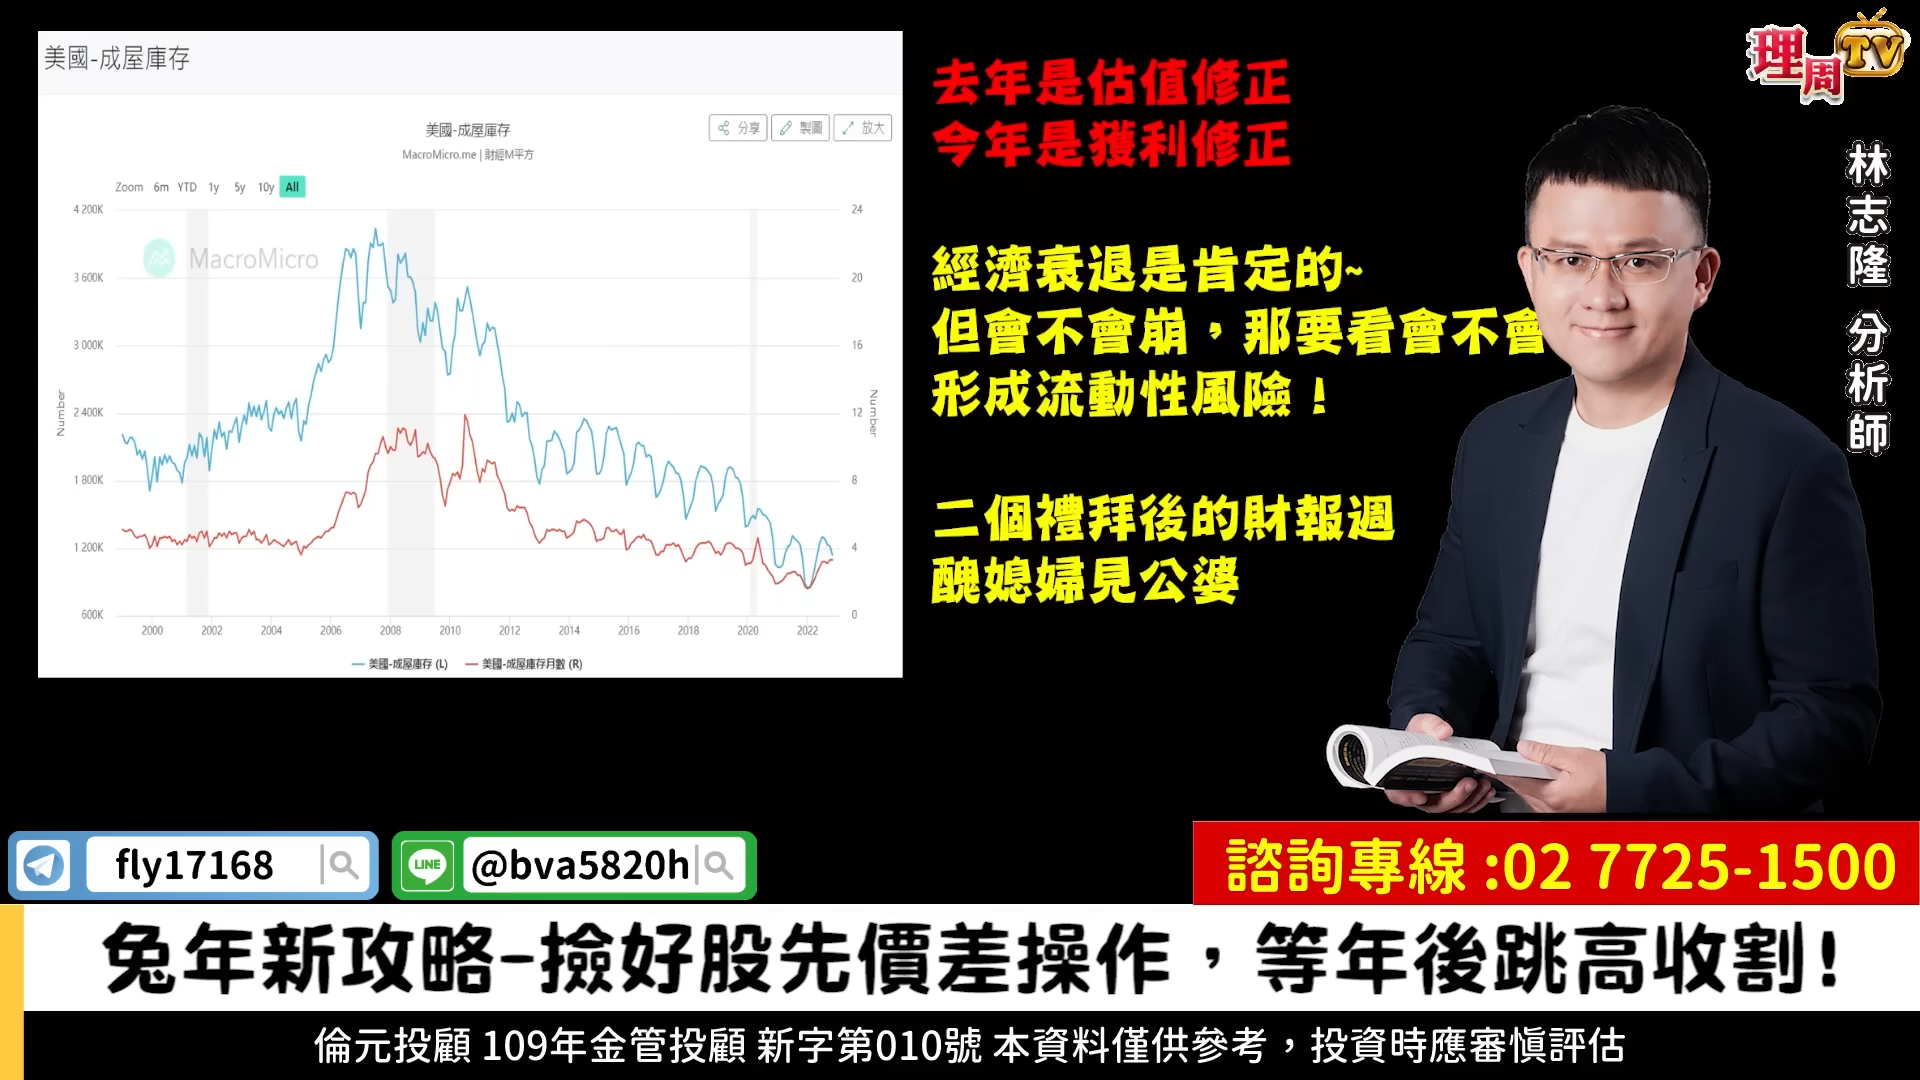 美國-成屋庫存
美國-成屋庫存
MacroMicro.me | 財經M平方
分享
製圖
放大
Zoom 6m YTD 1y 5y 10y All
MacroMicro
4 200K
3 600K
3 000K
2 400K
1 800K
1 200K
600K
Number
24
20
16
12
8
4
0
Number
2000 2002 2004 2006 2008 2010 2012 2014 2016 2018 2020 2022
美國-成屋庫存 (L) 美國-成屋庫存月數 (R)
去年是估值修正
今年是獲利修正
經濟衰退是肯定的~
但會不會崩，那要看會不會
形成流動性風險！
二個禮拜後的財報週
醜媳婦見公婆
理周TV
林志隆 分析師
fly17168
LINE
@bva5820h
諮詢專線 :02 7725-1500
兔年新攻略-撿好股先價差操作，等年後跳高收割!
倫元投顧 109年金管投顧 新字第010號 本資料僅供參考，投資時應審慎評估